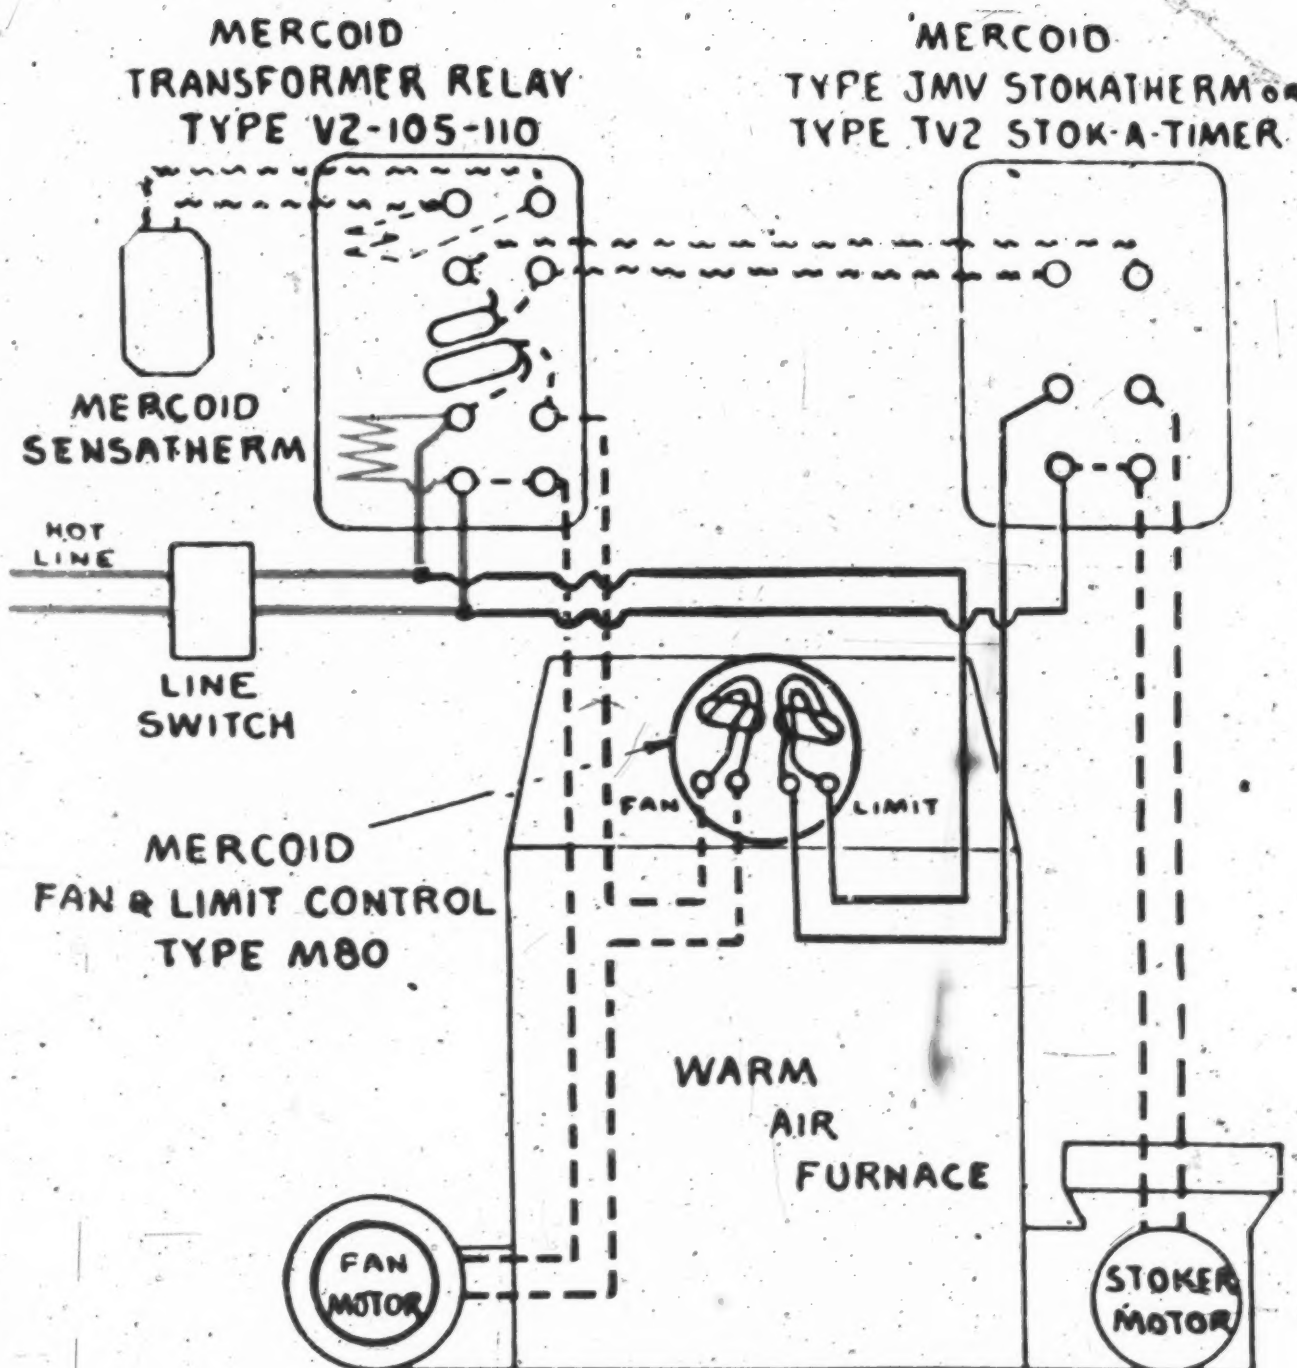 MERCOID
TRANSFORMER RELAY
TYPE V2-105-110
MERCOID
TYPE JMV STOKATHERM OR
TYPE TV2 STOK-A-TIMER
MERCOID
SENSATHERM
HOT
LINE
LINE
SWITCH
FAN
LIMIT
MERCOID
FAN & LIMIT CONTROL
TYPE M80
WARM
AIR
FURNACE
FAN
MOTOR
STOKER
MOTOR